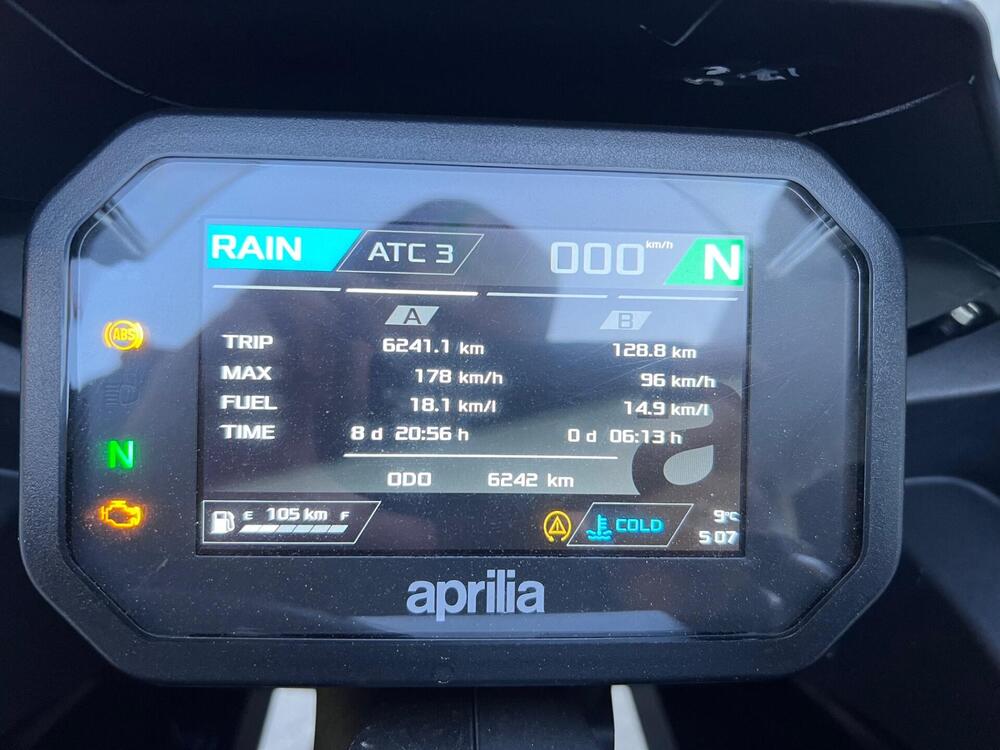 RAIN ATC 3 000 km/h N
A B
ABS
TRIP 6241.1 km 128.8 km
MAX 178 km/h 96 km/h
FUEL 18.1 km/l 14.9 km/l
TIME 8 d 20:56 h 0 d 06:13 h
N
ODO 6242 km
E 105 km F COLD 9°C
5 07
aprilia